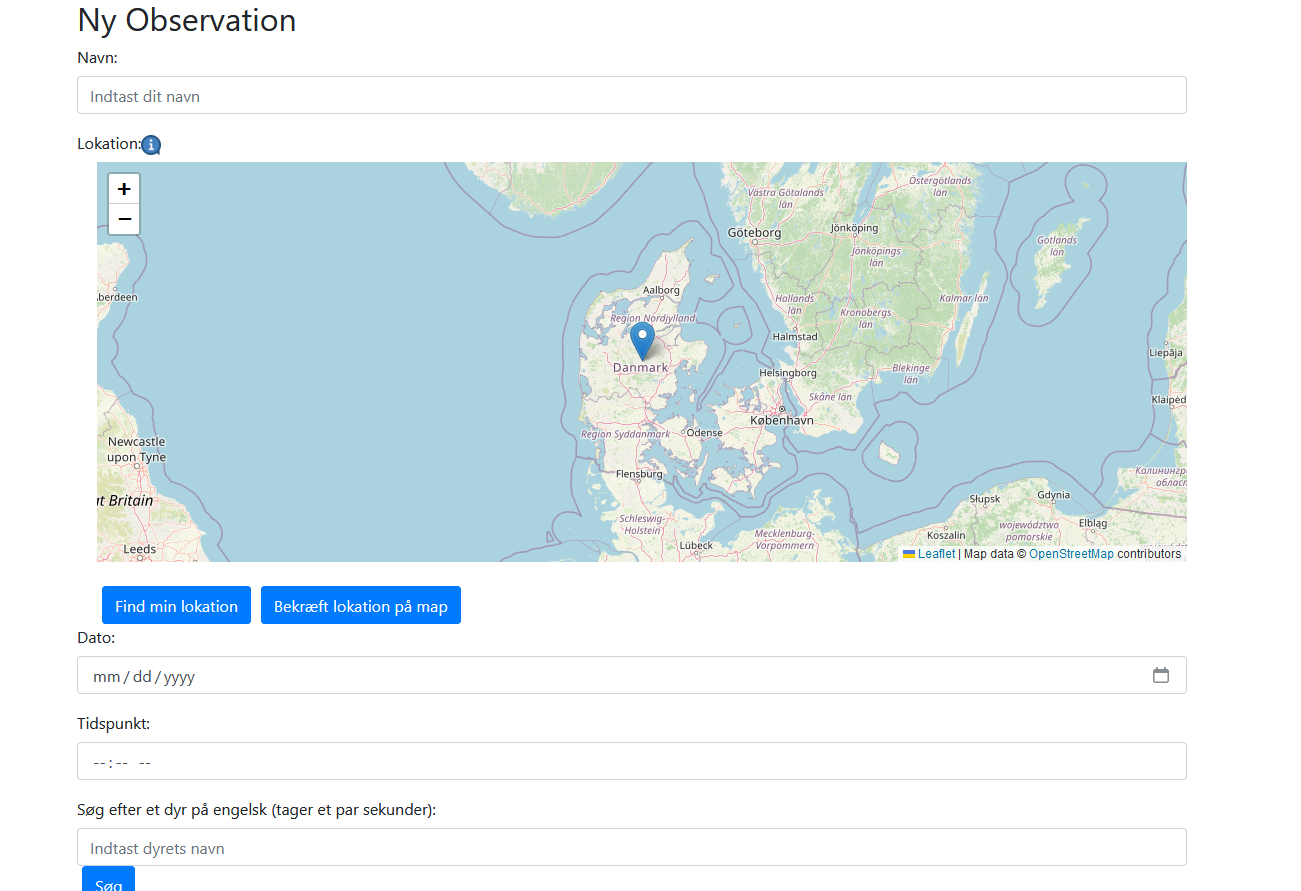 Ny Observation
Navn:
Indtast dit navn
Lokation:
+
−
Västra Götalands län
Östergötlands län
Göteborg
Jönköping
Jönköpings län
Gotlands län
Aalborg
Region Nordjylland
Hallands län
Kronobergs län
Kalmar län
berdeen
Halmstad
Liepāja
Danmark
Helsingborg
Blekinge län
Skåne län
Klaipėd
København
Region Syddanmark
Odense
Newcastle upon Tyne
Flensburg
Kалинингр
област
at Britain
Słupsk
Gdynia
Schleswig-Holstein
Elbląg
Mecklenburg-Vorpommern
Koszalin
województwo pomorskie
Leeds
Lübeck
Leaflet | Map data © OpenStreetMap contributors
Find min lokation
Bekræft lokation på map
Dato:
mm/dd/yyyy
Tidspunkt:
--:-- --
Søg efter et dyr på engelsk (tager et par sekunder):
Indtast dyrets navn
Søg